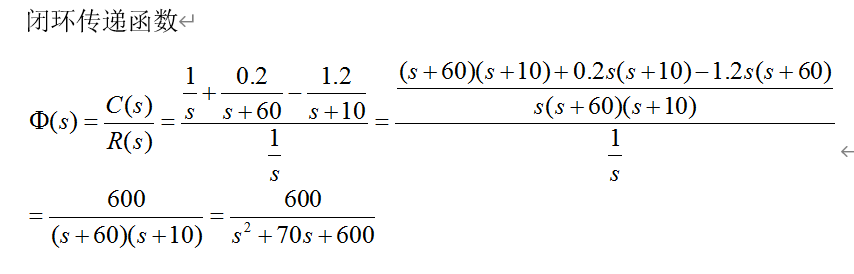 闭环传递函数↵
Φ(s) = C(s)/R(s) = (1/s + 0.2/(s+60) − 1.2/(s+10))/(1/s) = (((s+60)(s+10)+0.2s(s+10)−1.2s(s+60))/(s(s+60)(s+10)))/(1/s) ↵
= 600/((s+60)(s+10)) = 600/(s²+70s+600)